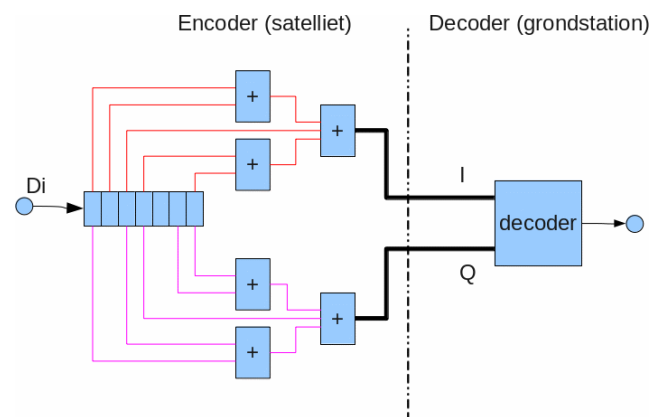 Encoder (satelliet)
Decoder (grondstation)
+
+
+
Di
I
decoder
Q
+
+
+